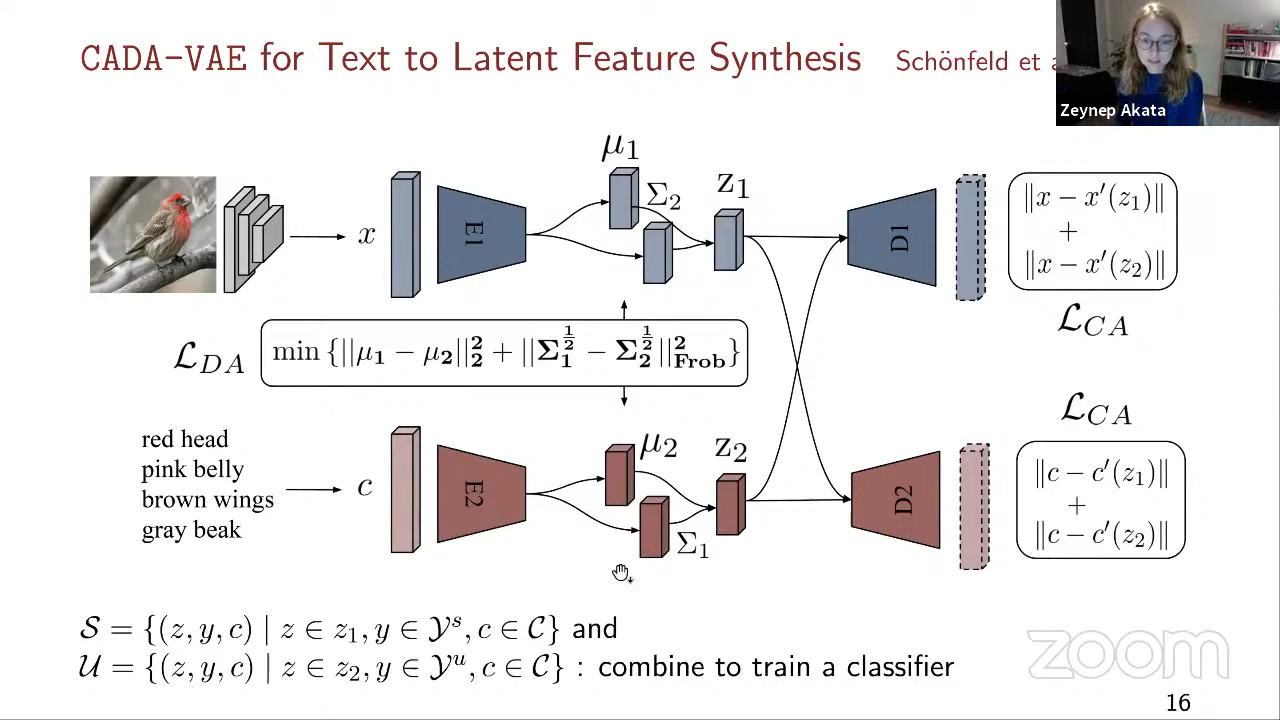 CADA-VAE for Text to Latent Feature Synthesis Schönfeld et
Zeynep Akata
μ₁
Σ₂
z₁
x
E1
D1
‖x − x′(z₁)‖
+
‖x − x′(z₂)‖
ℒ_CA
ℒ_DA
min {||μ₁ − μ₂||₂² + ||Σ₁^½ − Σ₂^½||²_Frob}
ℒ_CA
red head
pink belly
brown wings
gray beak
c
E2
μ₂
Σ₁
z₂
D2
‖c − c′(z₁)‖
+
‖c − c′(z₂)‖
𝒮 = {(z, y, c) | z ∈ z₁, y ∈ 𝒴ˢ, c ∈ 𝒞} and
𝒰 = {(z, y, c) | z ∈ z₂, y ∈ 𝒴ᵘ, c ∈ 𝒞} : combine to train a classifier
zoom
16